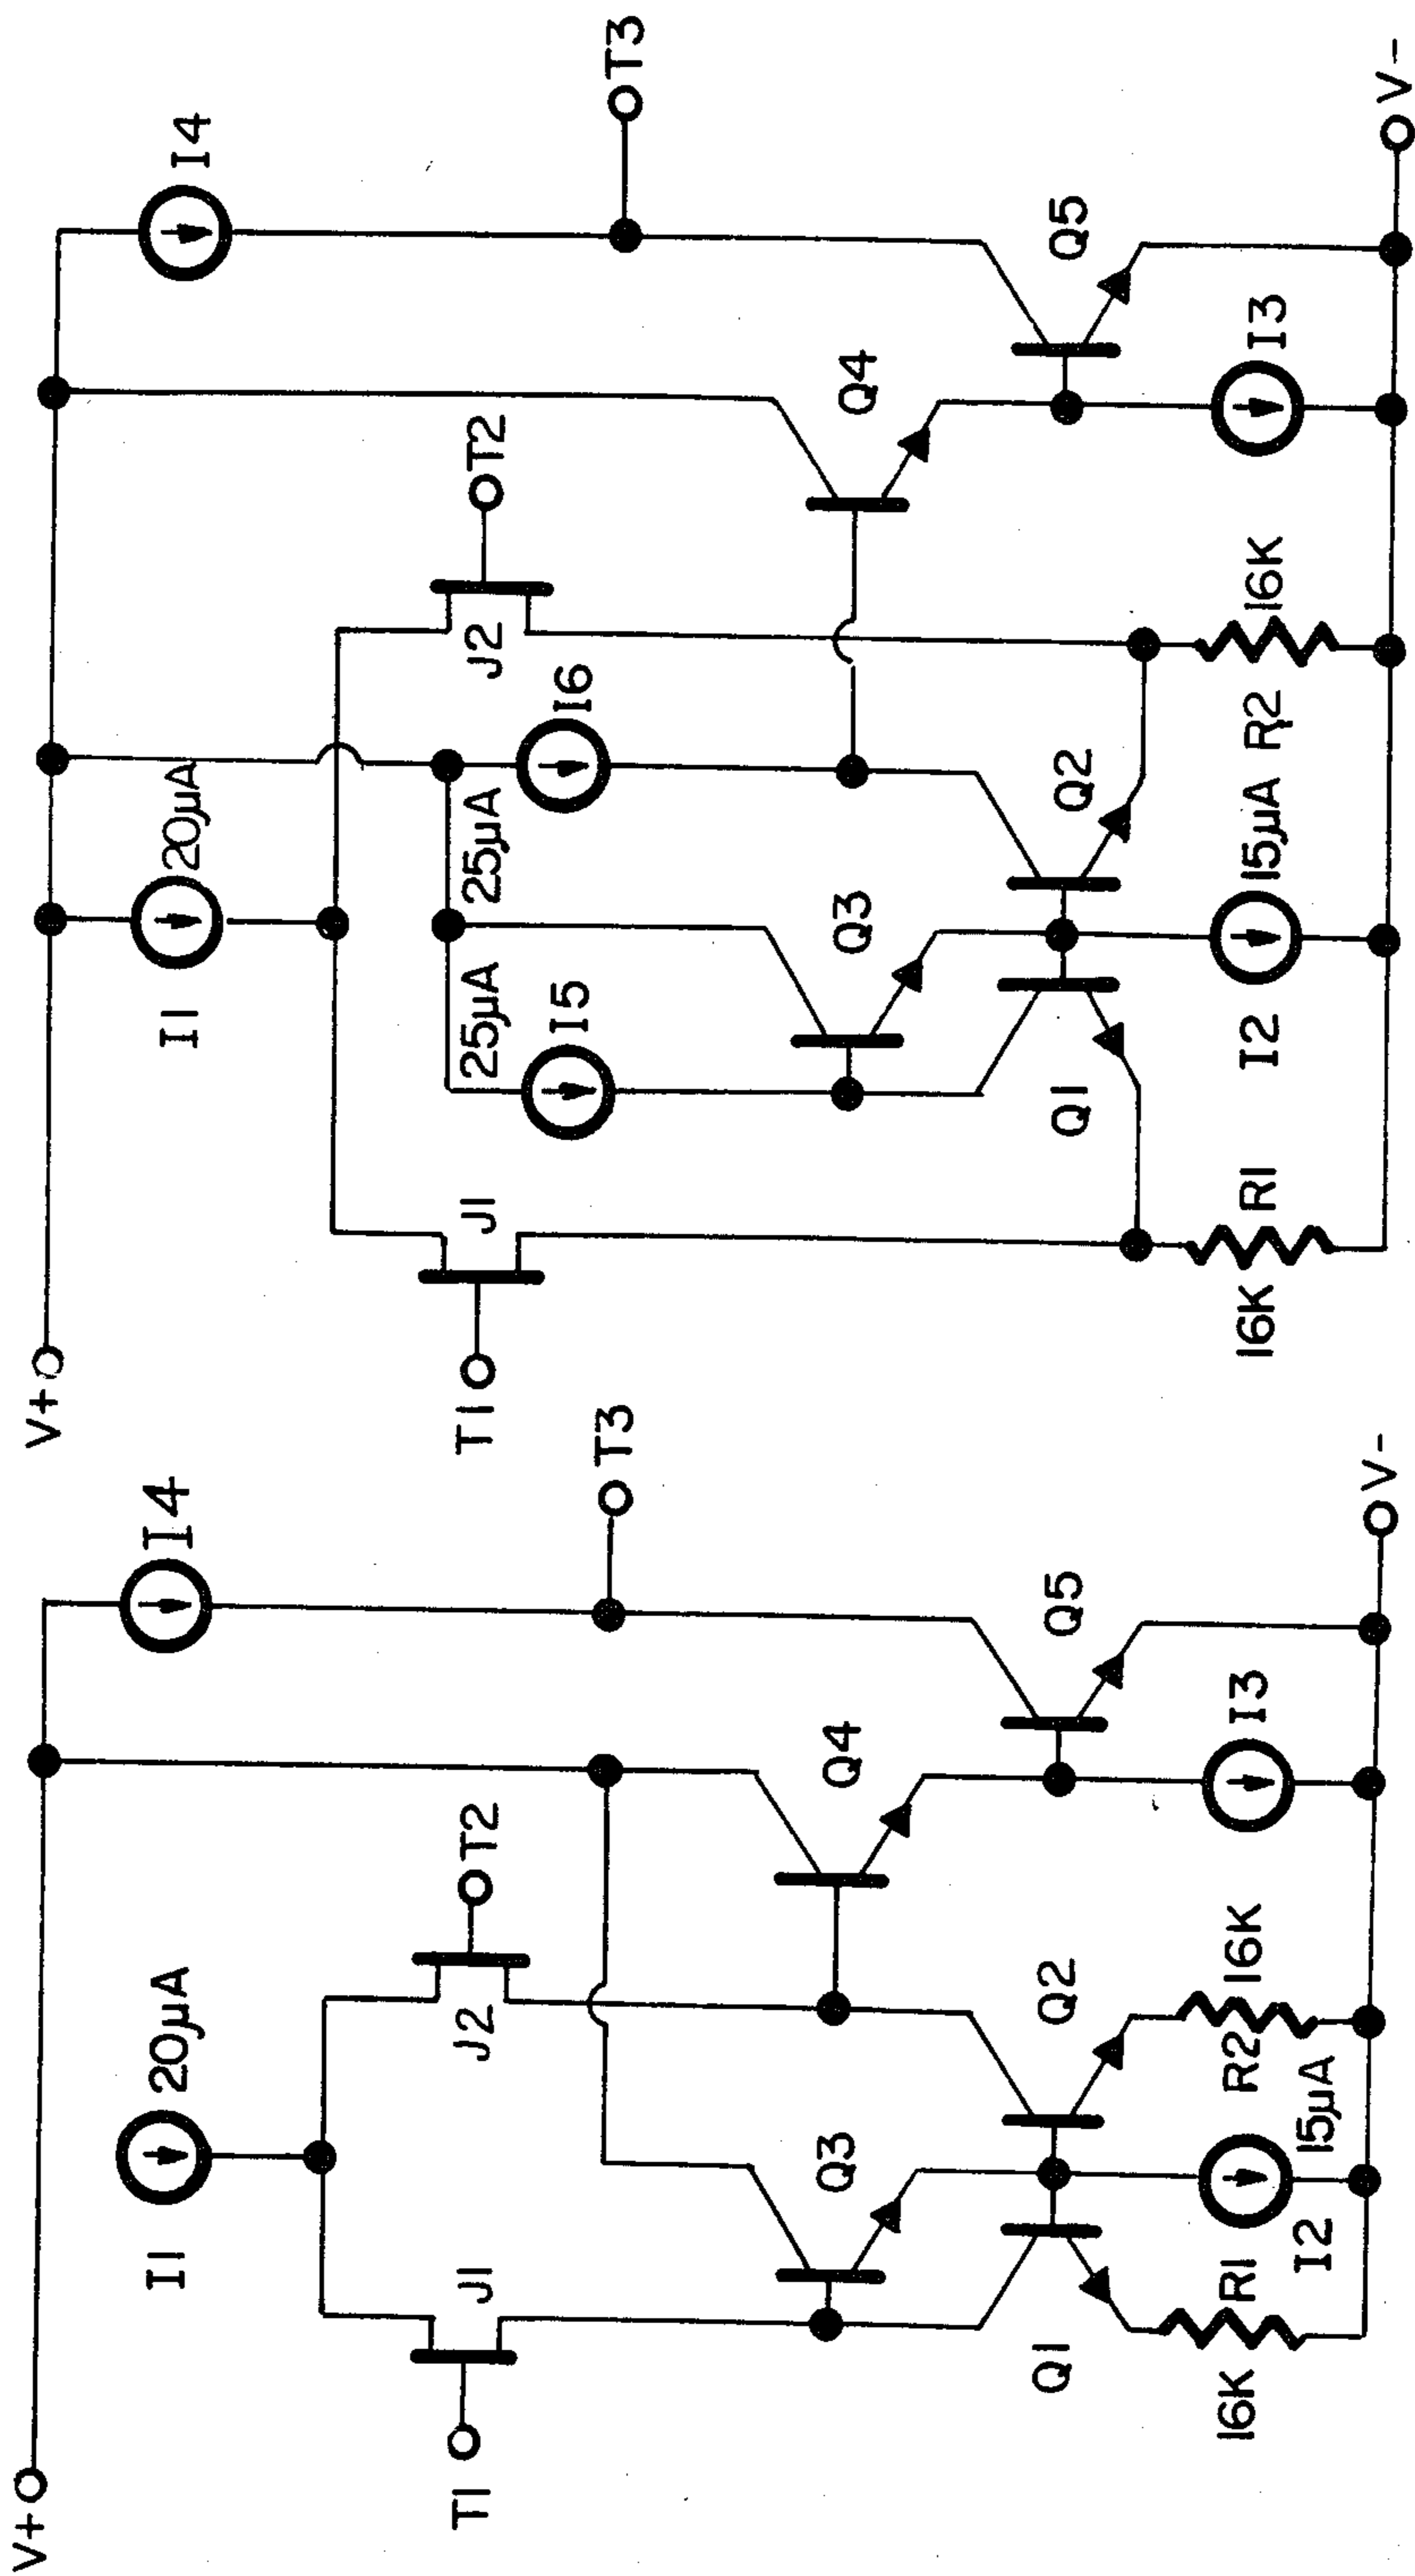 V+
I1
20µA
I4
T1
J1
J2
T2
T3
Q3
Q4
Q1
Q2
Q5
16K
R1
I2
15µA
R2
16K
I3
V-
V+
I1
20µA
I4
T1
J1
25µA
25µA
J2
T2
I5
I6
T3
Q3
Q4
Q1
Q2
Q5
16K
R1
I2
15µA
R2
16K
I3
V-